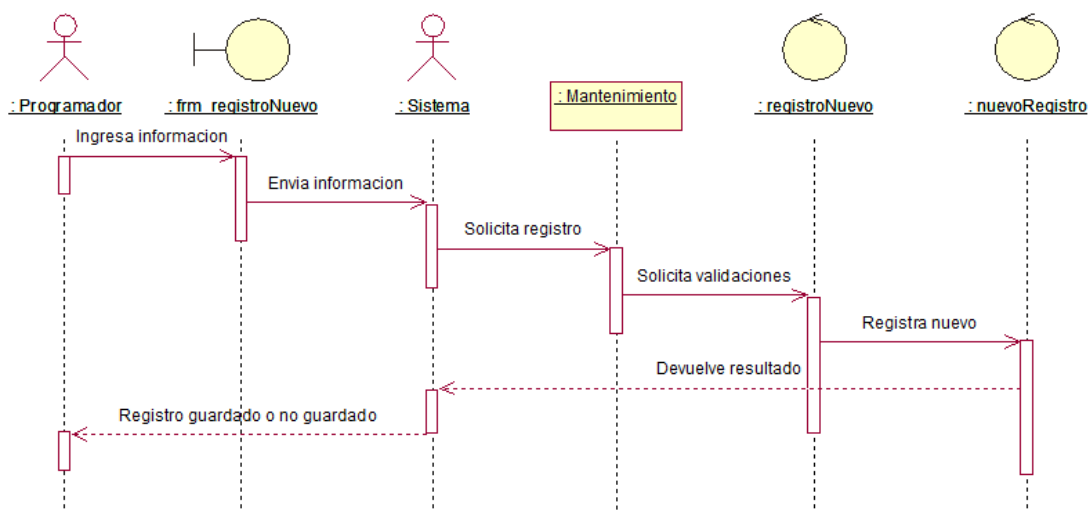 : Programador
: frm_registroNuevo
: Sistema
: Mantenimiento
: registroNuevo
: nuevoRegistro
Ingresa informacion
Envia informacion
Solicita registro
Solicita validaciones
Registra nuevo
Devuelve resultado
Registro guardado o no guardado